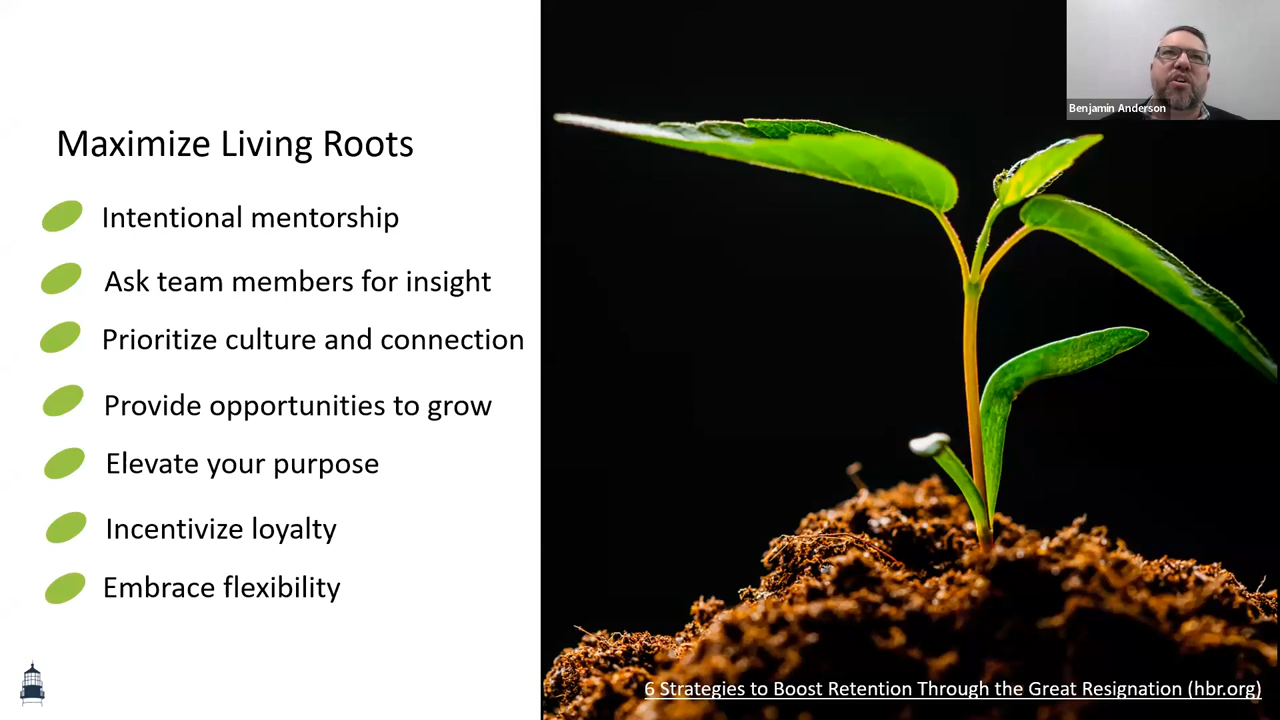 Maximize Living Roots
Intentional mentorship
Ask team members for insight
Prioritize culture and connection
Provide opportunities to grow
Elevate your purpose
Incentivize loyalty
Embrace flexibility
Benjamin Anderson
6 Strategies to Boost Retention Through the Great Resignation (hbr.org)